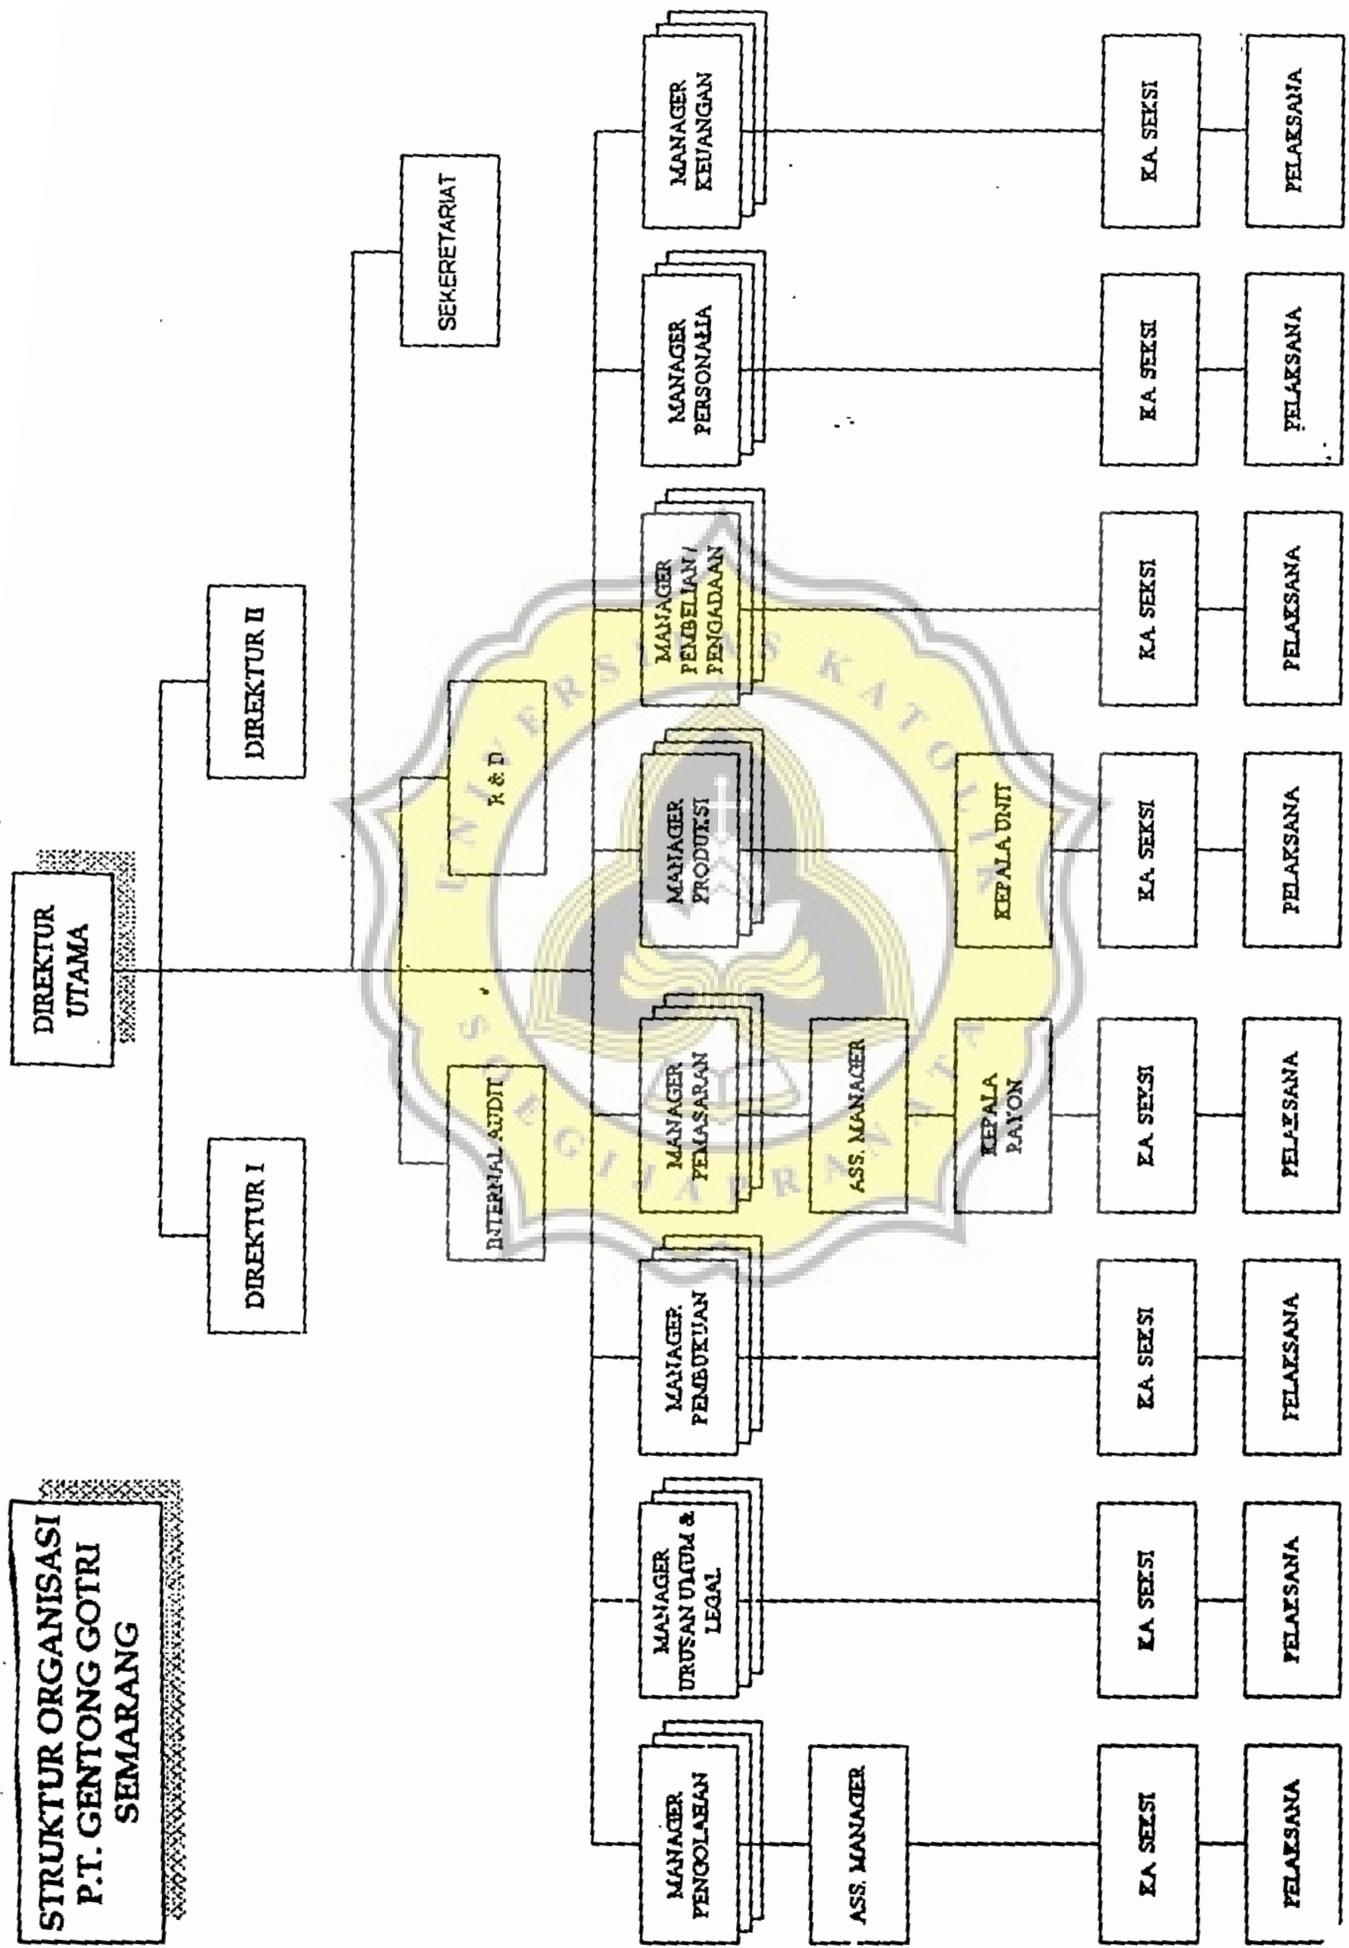 STRUKTUR ORGANISASI
P.T. GENTONG GOTRI
SEMARANG
DIREKTUR
UTAMA
DIREKTUR I
DIREKTUR II
SEKERETARIAT
INTERNAL AUDIT
R & D
MANAGER
PENGOLAHAN
MANAGER
URUSAN UMUM &
LEGAL
MANAGER
PEMBUKUAN
MANAGER
PEMASARAN
MANAGER
PRODUKSI
MANAGER
PEMBELIAN /
PENGADAAN
MANAGER
PERSONALIA
MANAGER
KEUANGAN
ASS. MANAGER
ASS. MANAGER
KEPALA
RAYON
KEPALA UNIT
KA SEKSI
KA SEKSI
KA SEKSI
KA SEKSI
KA SEKSI
KA SEKSI
KA SEKSI
KA SEKSI
PELAKSANA
PELAKSANA
PELAKSANA
PELAKSANA
PELAKSANA
PELAKSANA
PELAKSANA
PELAKSANA
UNIVERSITAS KATOLIK
SOEGIJAPRANATA